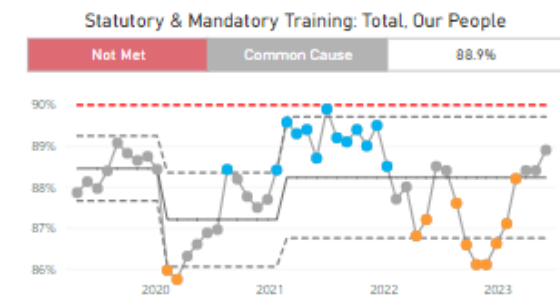 Statutory & Mandatory Training: Total, Our People
Not Met Common Cause 88.9%
90%
89%
88%
87%
86%
2020 2021 2022 2023